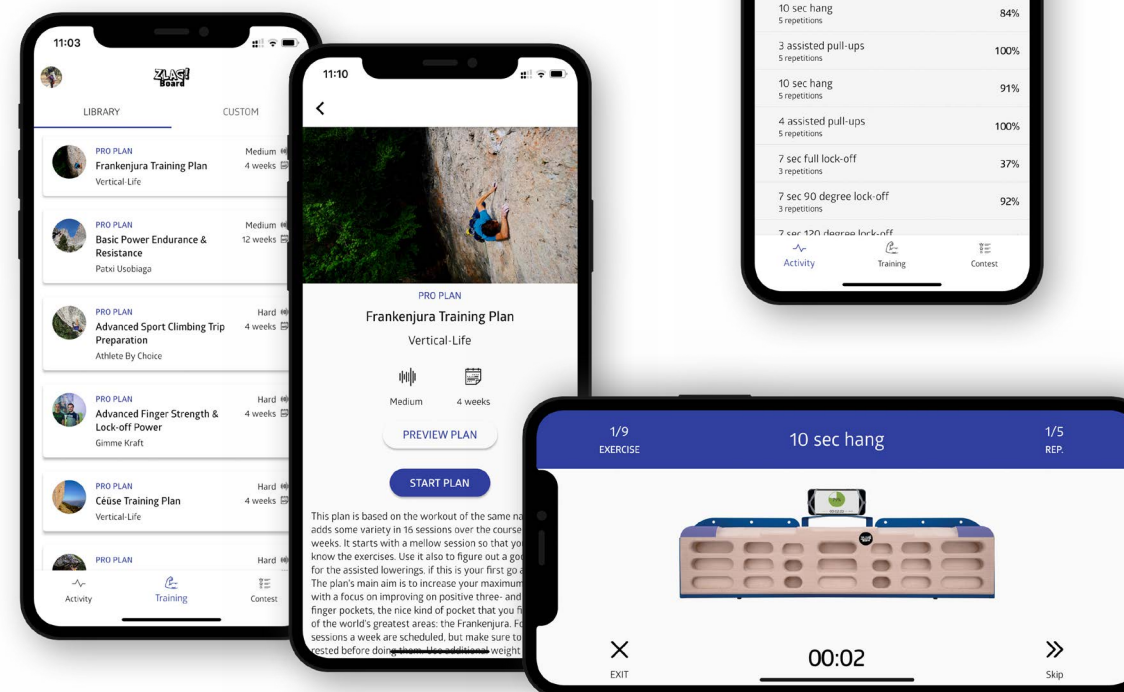 11:03
ZLAG!
Board
LIBRARY
CUSTOM
PRO PLAN
Medium
Frankenjura Training Plan
4 weeks
Vertical-Life
PRO PLAN
Medium
Basic Power Endurance &
12 weeks
Resistance
Patxi Usobiaga
PRO PLAN
Hard
Advanced Sport Climbing Trip
4 weeks
Preparation
Athlete By Choice
PRO PLAN
Hard
Advanced Finger Strength &
4 weeks
Lock-off Power
Gimme Kraft
PRO PLAN
Hard
Céüse Training Plan
4 weeks
Vertical-Life
PRO PLAN
Hard
Activity
Training
Contest
11:10
PRO PLAN
Frankenjura Training Plan
Vertical-Life
Medium
4 weeks
PREVIEW PLAN
START PLAN
This plan is based on the workout of the same
adds some variety in 16 sessions over the course
weeks. It starts with a mellow session so that
know the exercises. Use it also to figure out a
for the assisted lowerings, if this is your first go
The plan's main aim is to increase your maximum
with a focus on improving on positive three- and
finger pockets, the nice kind of pocket that you
of the world's greatest areas: the Frankenjura.
sessions a week are scheduled, but make sure to
rested before doing them. Use additional weight
10 sec hang
84%
5 repetitions
3 assisted pull-ups
100%
5 repetitions
10 sec hang
91%
5 repetitions
4 assisted pull-ups
100%
5 repetitions
7 sec full lock-off
37%
3 repetitions
7 sec 90 degree lock-off
92%
3 repetitions
7 sec 120 degree lock-off
Activity
Training
Contest
1/9
EXERCISE
10 sec hang
1/5
REP.
EXIT
00:02
Skip